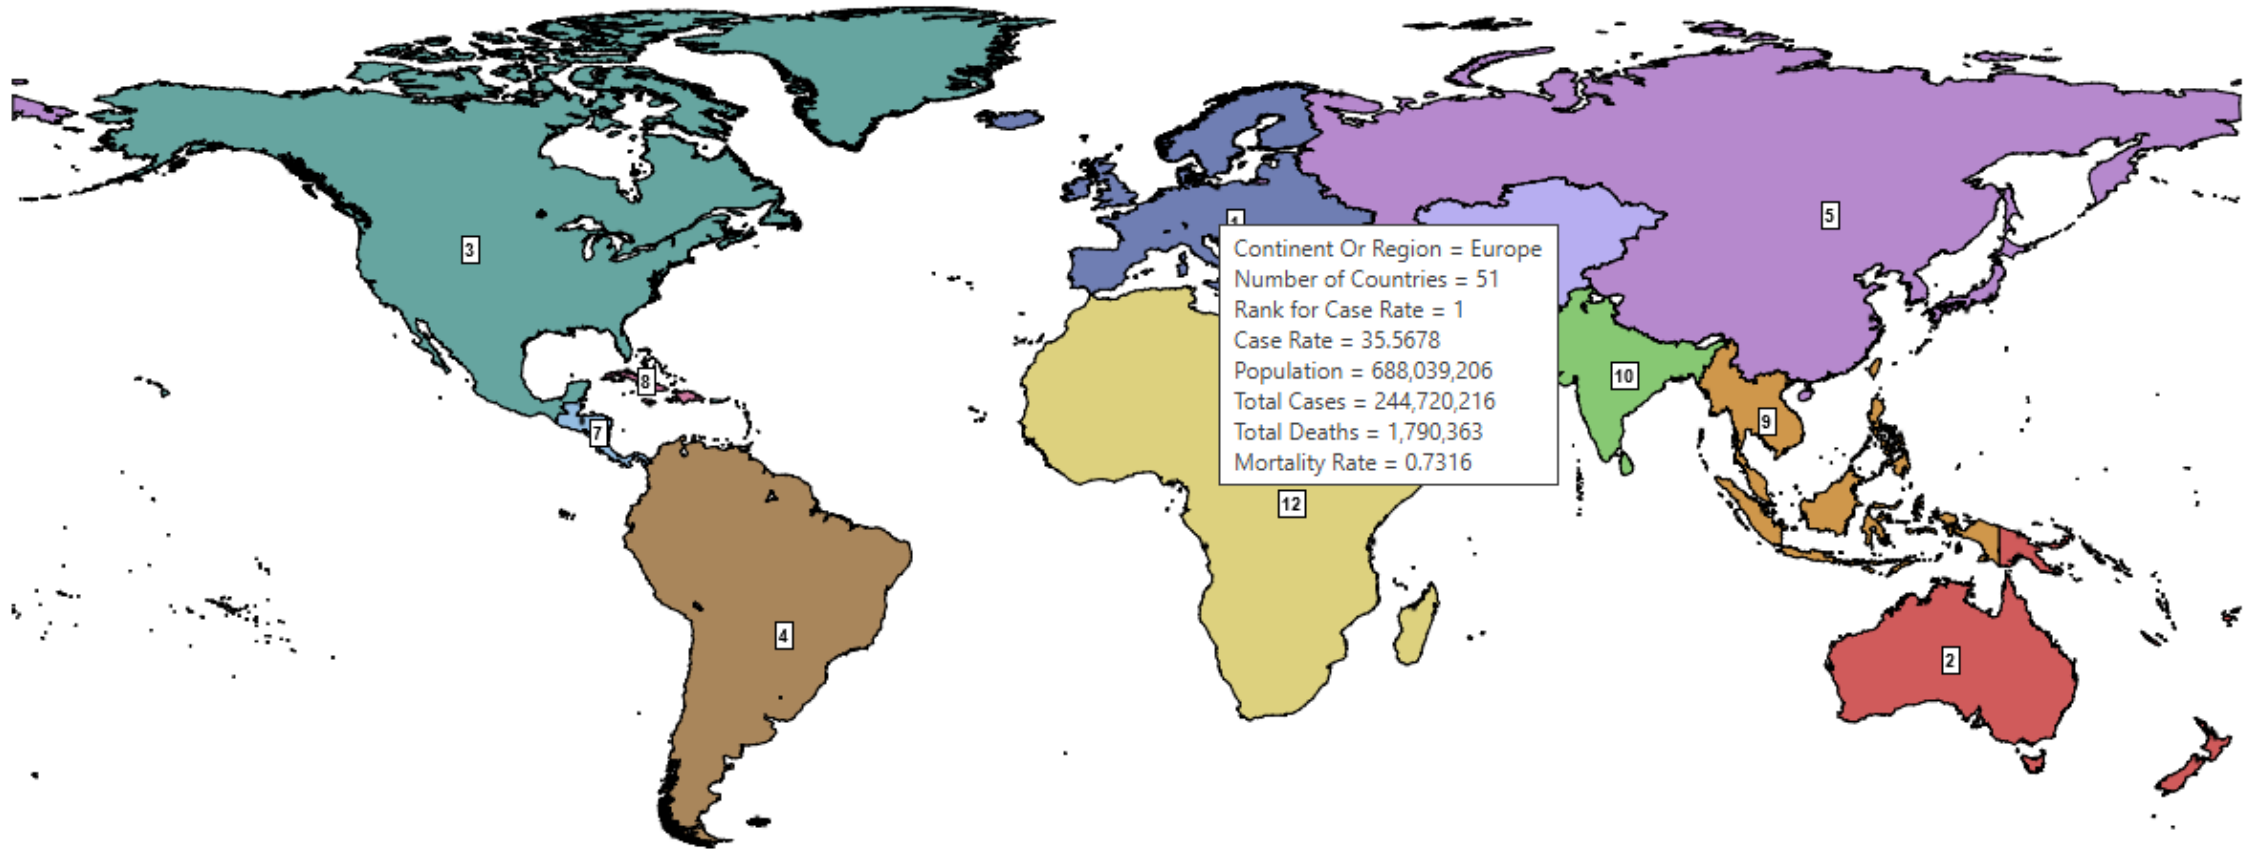 1
5
3
Continent Or Region = Europe
Number of Countries = 51
Rank for Case Rate = 1
Case Rate = 35.5678
Population = 688,039,206
Total Cases = 244,720,216
Total Deaths = 1,790,363
Mortality Rate = 0.7316
10
8
9
7
12
4
2